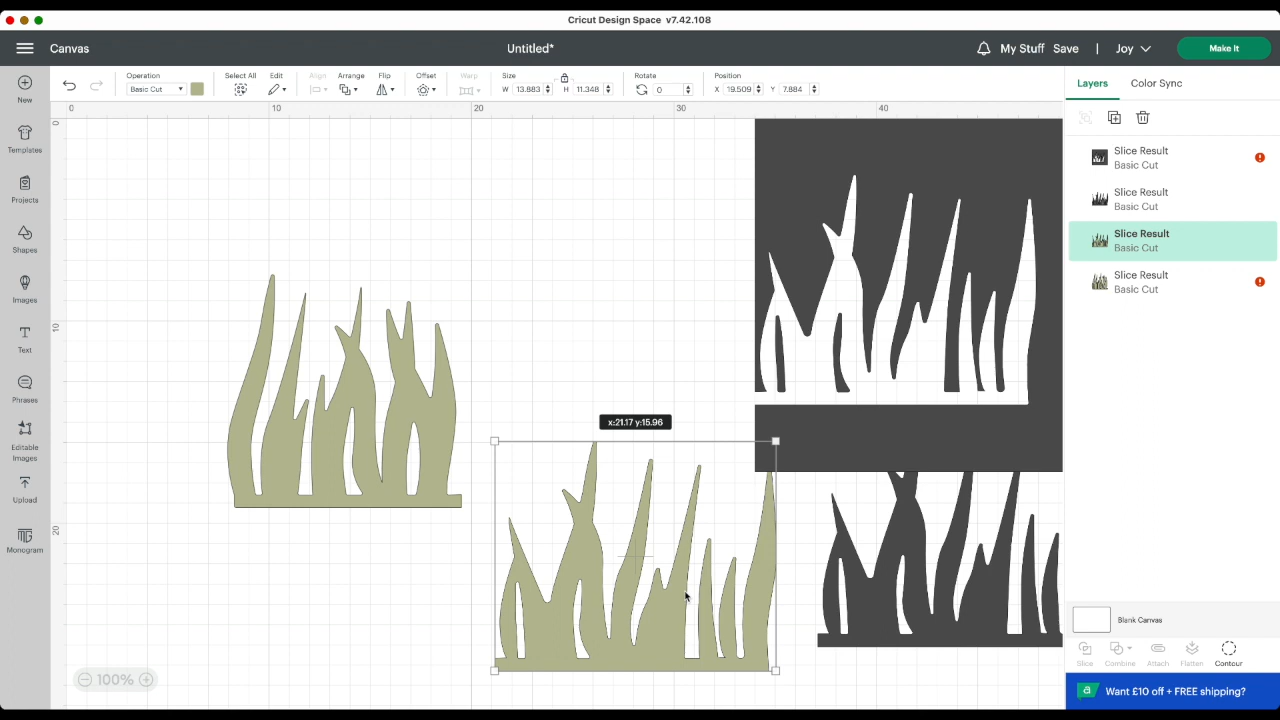 Cricut Design Space v7.42.108
Canvas
Untitled*
My Stuff
Save
|
Joy
Make It
New
Templates
Projects
Shapes
Images
Text
Phrases
Editable
Images
Upload
Monogram
Operation
Basic Cut
Select All
Edit
Align
Arrange
Flip
Offset
Warp
Size
W 13.883
H 11.348
Rotate
0
Position
X 19.509
Y 7.884
0
10
20
30
40
0
10
20
x:21.17 y:15.96
100%
Layers
Color Sync
Slice Result
Basic Cut
Slice Result
Basic Cut
Slice Result
Basic Cut
Slice Result
Basic Cut
Blank Canvas
Slice
Combine
Attach
Flatten
Contour
a
Want £10 off + FREE shipping?